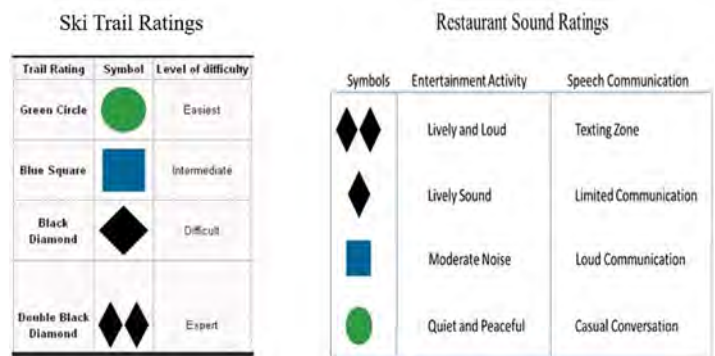 Ski Trail Ratings
Trail Rating Symbol Level of difficulty
Green Circle Easiest
Blue Square Intermediate
Black
Diamond Difficult
Double Black
Diamond Expert
Restaurant Sound Ratings
Symbols Entertainment Activity Speech Communication
Lively and Loud Texting Zone
Lively Sound Limited Communication
Moderate Noise Loud Communication
Quiet and Peaceful Casual Conversation